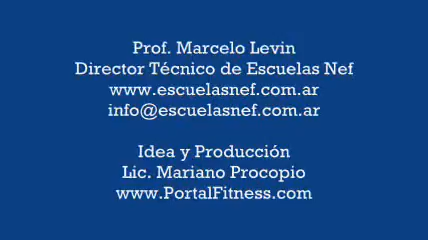 Prof. Marcelo Levin
Director Técnico de Escuelas Nef
www.escuelasnef.com.ar
info@escuelasnef.com.ar
Idea y Producción
Lic. Mariano Procopio
www.PortalFitness.com